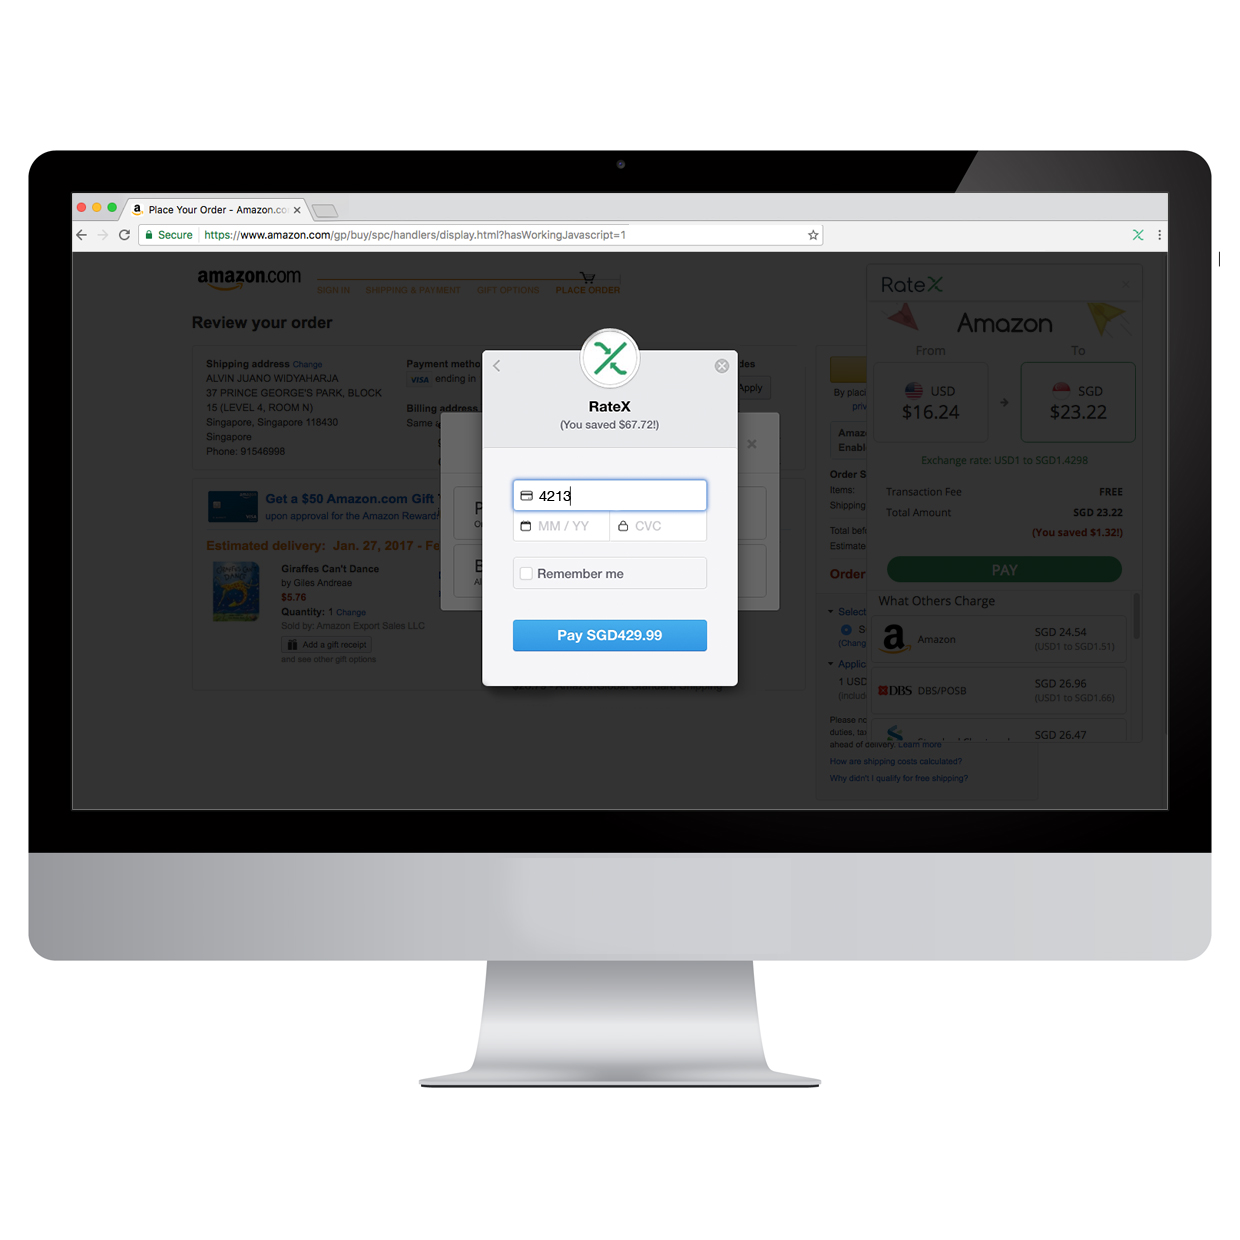 Place Your Order - Amazon.co
Secure
https://www.amazon.com/gp/buy/spc/handlers/display.html?hasWorkingJavascript=1
amazon.com
SIGN IN SHIPPING & PAYMENT GIFT OPTIONS PLACE ORDER
Review your order
Shipping address Change
ALVIN JUANO WIDYAHARJA
37 PRINCE GEORGE'S PARK, BLOCK
15 (LEVEL 4, ROOM N)
Singapore, Singapore 118430
Singapore
Phone: 91546998
Payment metho
VISA ending in
Billing address
Same
des
Apply
Get a $50 Amazon.com Gift
upon approval for the Amazon Reward
Estimated delivery: Jan. 27, 2017 - Fe
Giraffes Can't Dance
by Giles Andreae
$5.76
Quantity: 1 Change
Sold by: Amazon Export Sales LLC
Add a gift receipt
and see other gift options
RateX
(You saved $67.72!)
4213
MM / YY
CVC
Remember me
Pay SGD429.99
By plac
priv
Amaz
Enabl
Order S
Items:
Shipping
Total bef
Estimate
Order
Select
S
(Chang
Applic
1 USD
(Includ
Please no
duties, tax
ahead of delivery. Learn more
How are shipping costs calculated?
Why didn't I qualify for free shipping?
RateX
Amazon
From
To
USD
$16.24
SGD
$23.22
Exchange rate: USD1 to SGD1.4298
Transaction Fee FREE
Total Amount SGD 23.22
(You saved $1.32!)
PAY
What Others Charge
Amazon
SGD 24.54
(USD1 to SGD1.51)
DBS DBS/POSB
SGD 26.96
(USD1 to SGD1.66)
SGD 26.47